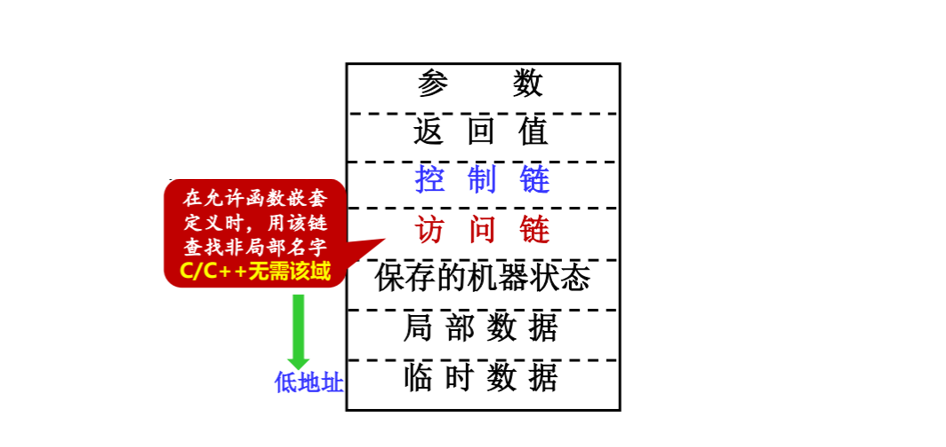 参 数
返 回 值
控 制 链
访 问 链
保存的机器状态
局 部 数 据
临 时 数 据
在允许函数嵌套
定义时，用该链
查找非局部名字
C/C++无需该域
低地址